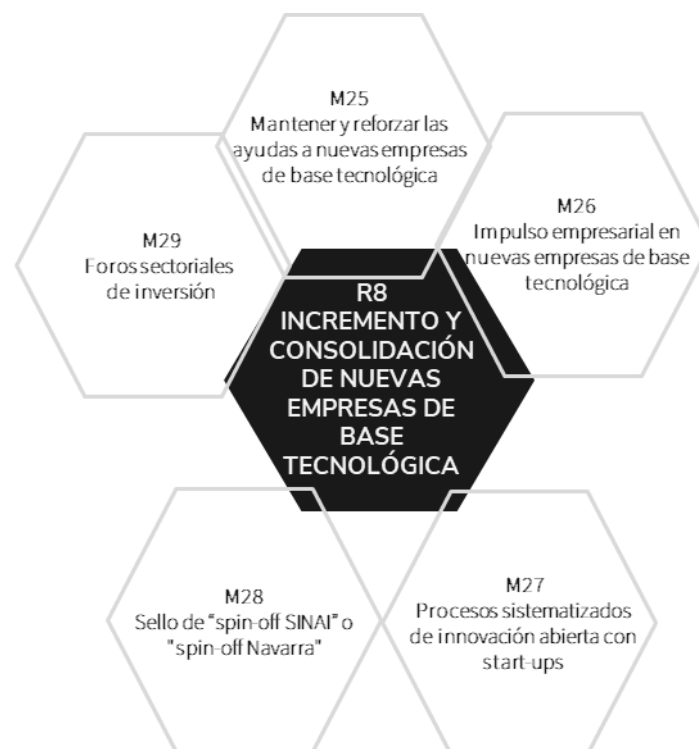 M25
Mantener y reforzar las
ayudas a nuevas empresas
de base tecnológica
M26
Impulso empresarial en
nuevas empresas de base
tecnológica
M29
Foros sectoriales
de inversión
R8
INCREMENTO Y
CONSOLIDACIÓN
DE NUEVAS
EMPRESAS DE
BASE
TECNOLÓGICA
M28
Sello de “spin-off SINAI” o
"spin-off Navarra"
M27
Procesos sistematizados
de innovación abierta con
start-ups